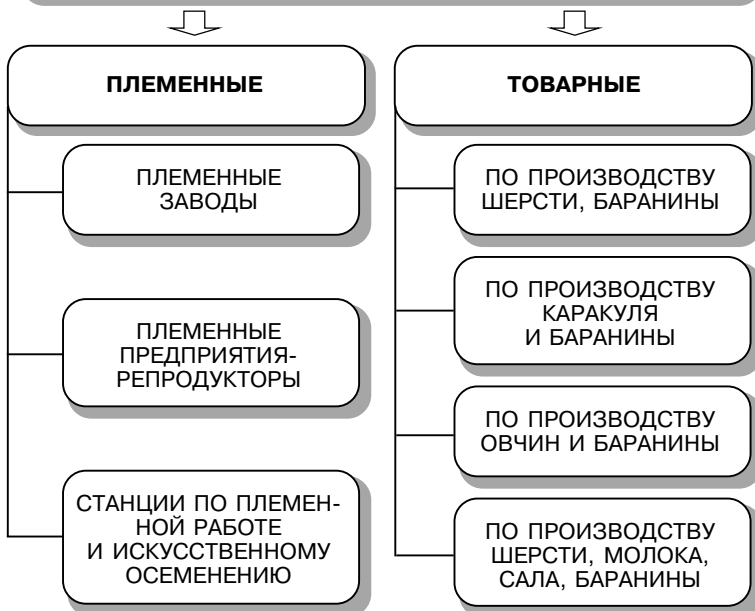 ПЛЕМЕННЫЕ
ПЛЕМЕННЫЕ
ЗАВОДЫ
ПЛЕМЕННЫЕ
ПРЕДПРИЯТИЯ-
РЕПРОДУКТОРЫ
СТАНЦИИ ПО ПЛЕМЕН-
НОЙ РАБОТЕ
И ИСКУССТВЕННОМУ
ОСЕМЕНЕНИЮ
ТОВАРНЫЕ
ПО ПРОИЗВОДСТВУ
ШЕРСТИ, БАРАНИНЫ
ПО ПРОИЗВОДСТВУ
КАРАКУЛЯ
И БАРАНИНЫ
ПО ПРОИЗВОДСТВУ
ОВЧИН И БАРАНИНЫ
ПО ПРОИЗВОДСТВУ
ШЕРСТИ, МОЛОКА,
САЛА, БАРАНИНЫ